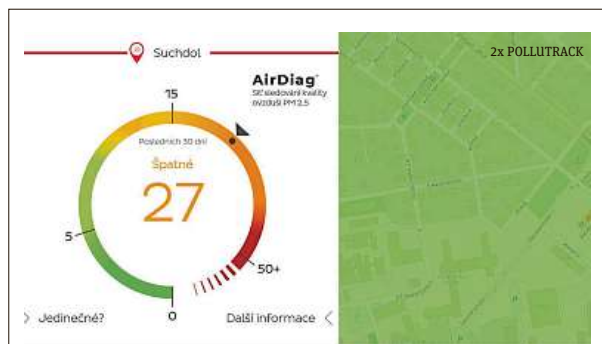 Suchdol
AirDiag
Síť sledování kvality
ovzduší PM 2,5
15
Posledních 30 dní
Špatné
27
5
50+
0
Jedinečné?
Další informace
2x POLLUTRACK